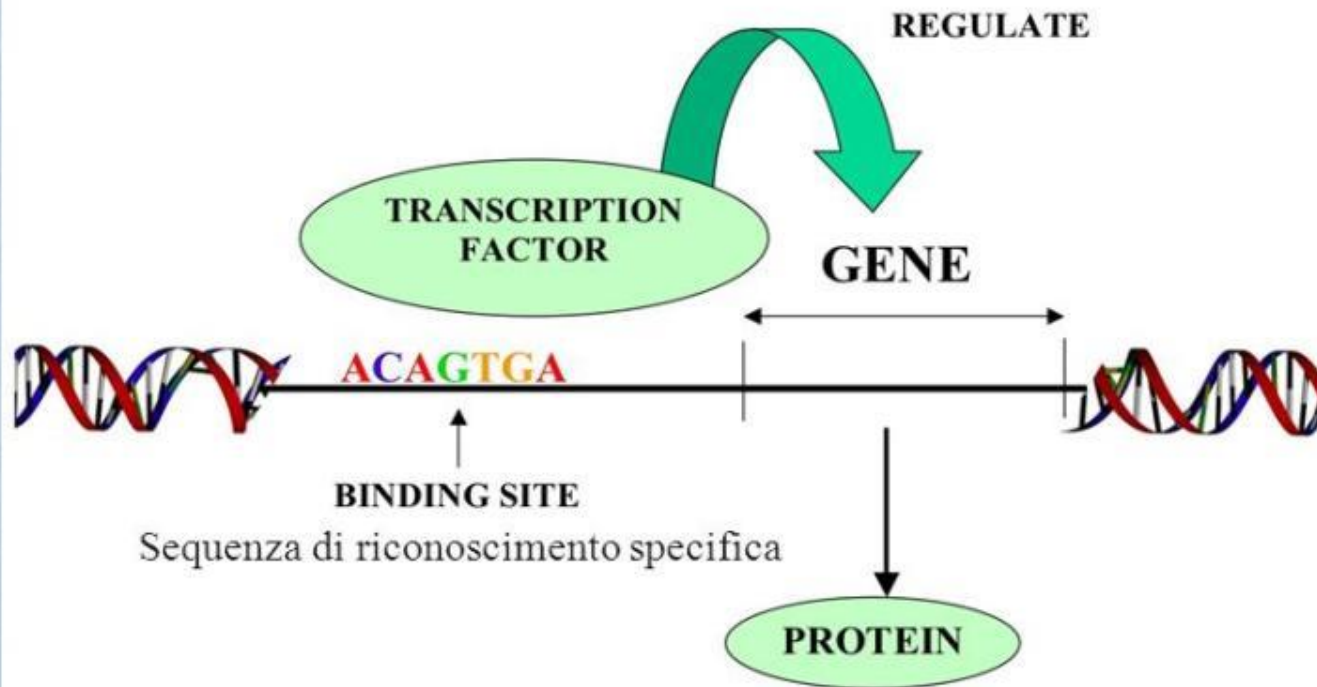 REGULATE
TRANSCRIPTION
FACTOR
GENE
ACAGTGA
BINDING SITE
Sequenza di riconoscimento specifica
PROTEIN